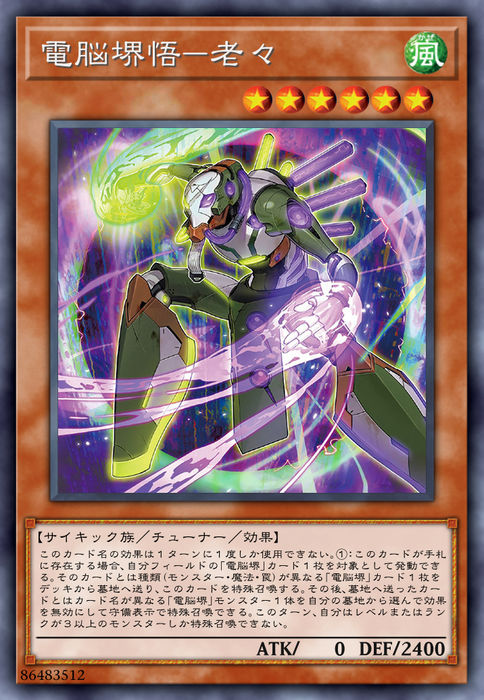 電脳堺悟－老々
風
【サイキック族／チューナー／効果】
このカード名の効果は１ターンに１度しか使用できない。①：このカードが手札
に存在する場合、自分フィールドの「電脳堺」カード１枚を対象として発動でき
る。そのカードとは種類（モンスター・魔法・罠）が異なる「電脳堺」カード１枚を
デッキから墓地へ送り、このカードを特殊召喚する。その後、墓地へ送ったカー
ドとはカード名が異なる「電脳堺」モンスター１体を自分の墓地から選んで効果
を無効にして守備表示で特殊召喚できる。このターン、自分はレベルまたはラン
クが３以上のモンスターしか特殊召喚できない。
ATK/ 0 DEF/2400
86483512